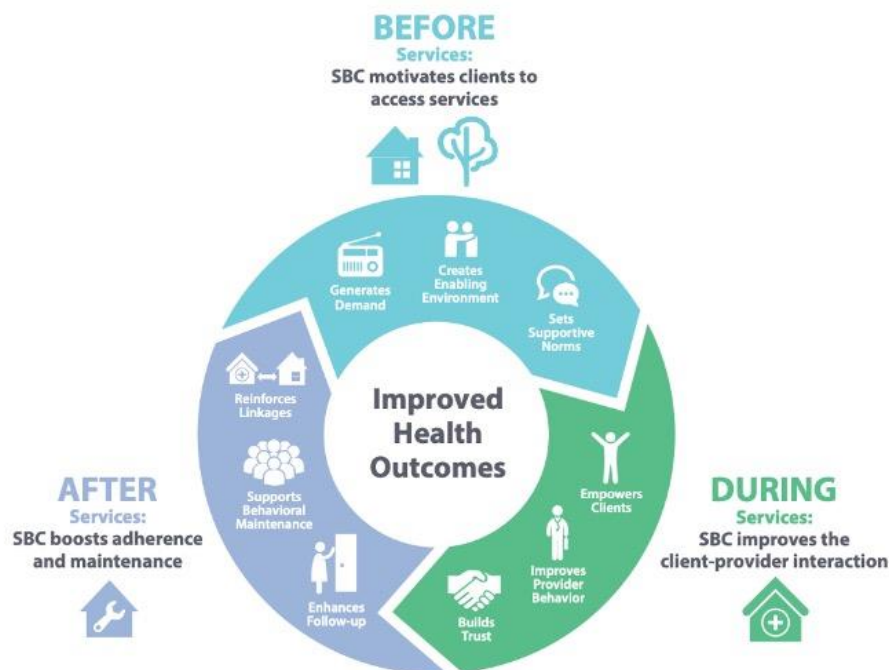 BEFORE
Services:
SBC motivates clients to
access services
Generates
Demand
Creates
Enabling
Environment
Sets
Supportive
Norms
Improved
Health
Outcomes
DURING
Services:
SBC improves the
client-provider interaction
Empowers
Clients
Improves
Provider
Behavior
Builds
Trust
AFTER
Services:
SBC boosts adherence
and maintenance
Enhances
Follow-up
Supports
Behavioral
Maintenance
Reinforces
Linkages